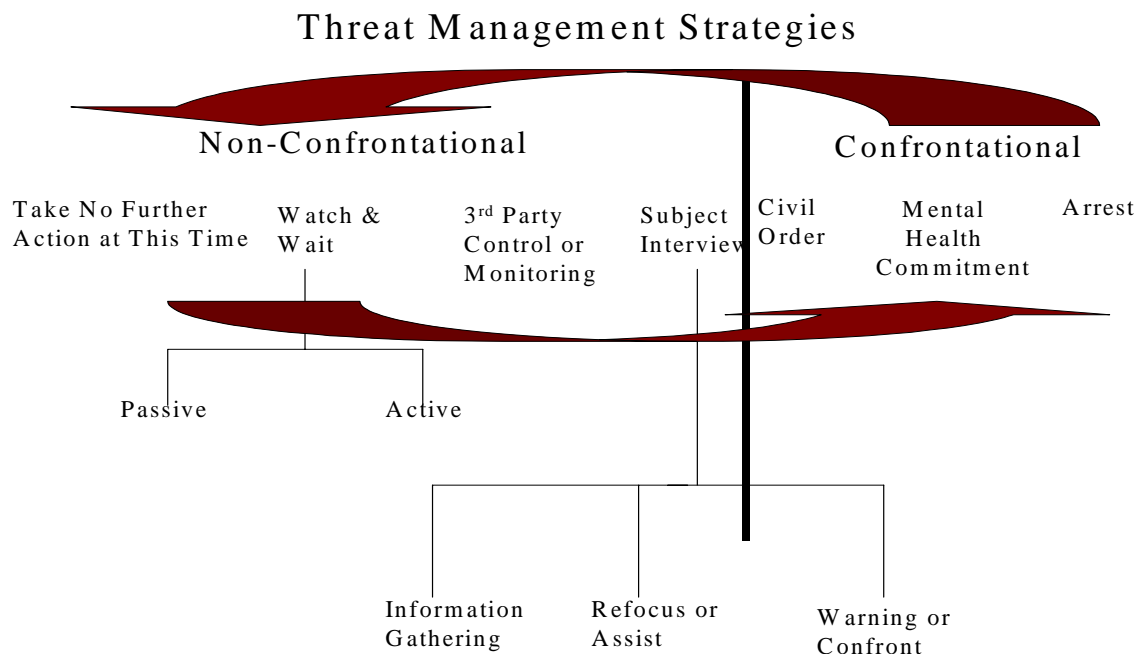 Threat Management Strategies
Non-Confrontational
Confrontational
Take No Further
Action at This Time
Watch &
Wait
3rd Party
Control or
Monitoring
Subject
Interview
Civil
Order
Mental
Health
Commitment
Arrest
Passive
Active
Information
Gathering
Refocus or
Assist
Warning or
Confront